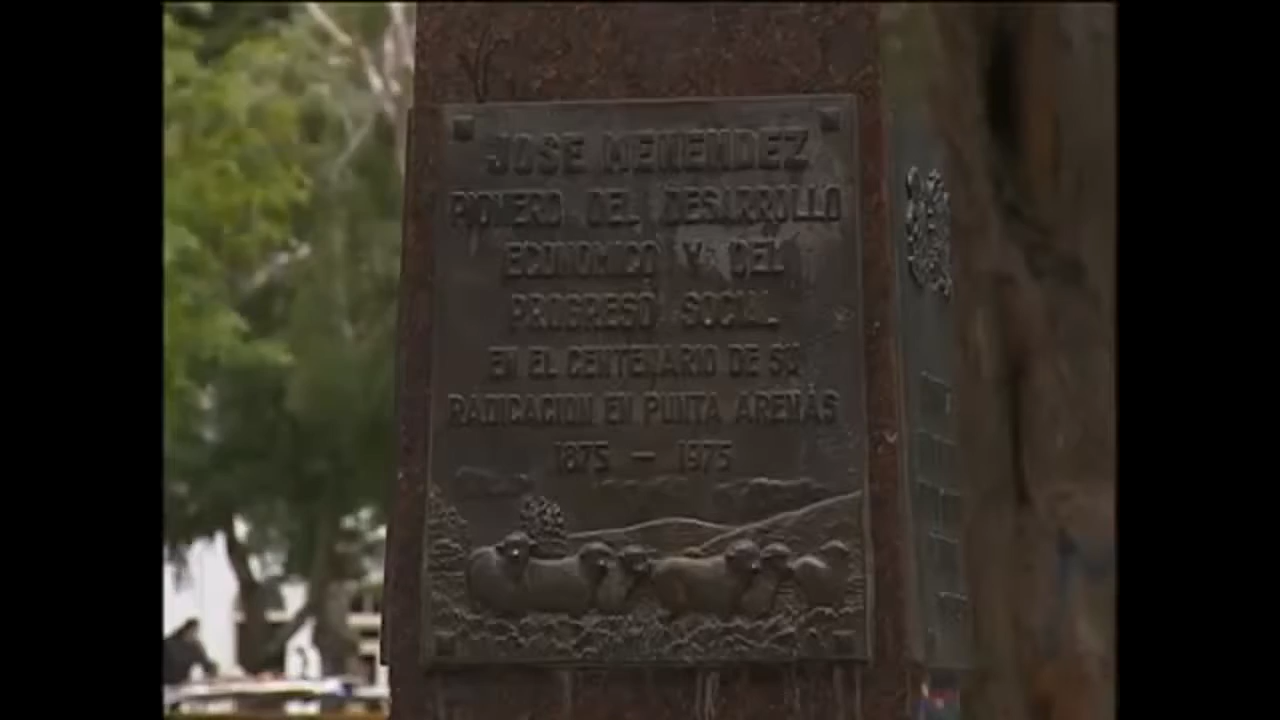 JOSE MENENDEZ
PIONERO DEL DESARROLLO
ECONOMICO Y DEL
PROGRESO SOCIAL
EN EL CENTENARIO DE SU
RADICACION EN PUNTA ARENAS
1875 - 1975